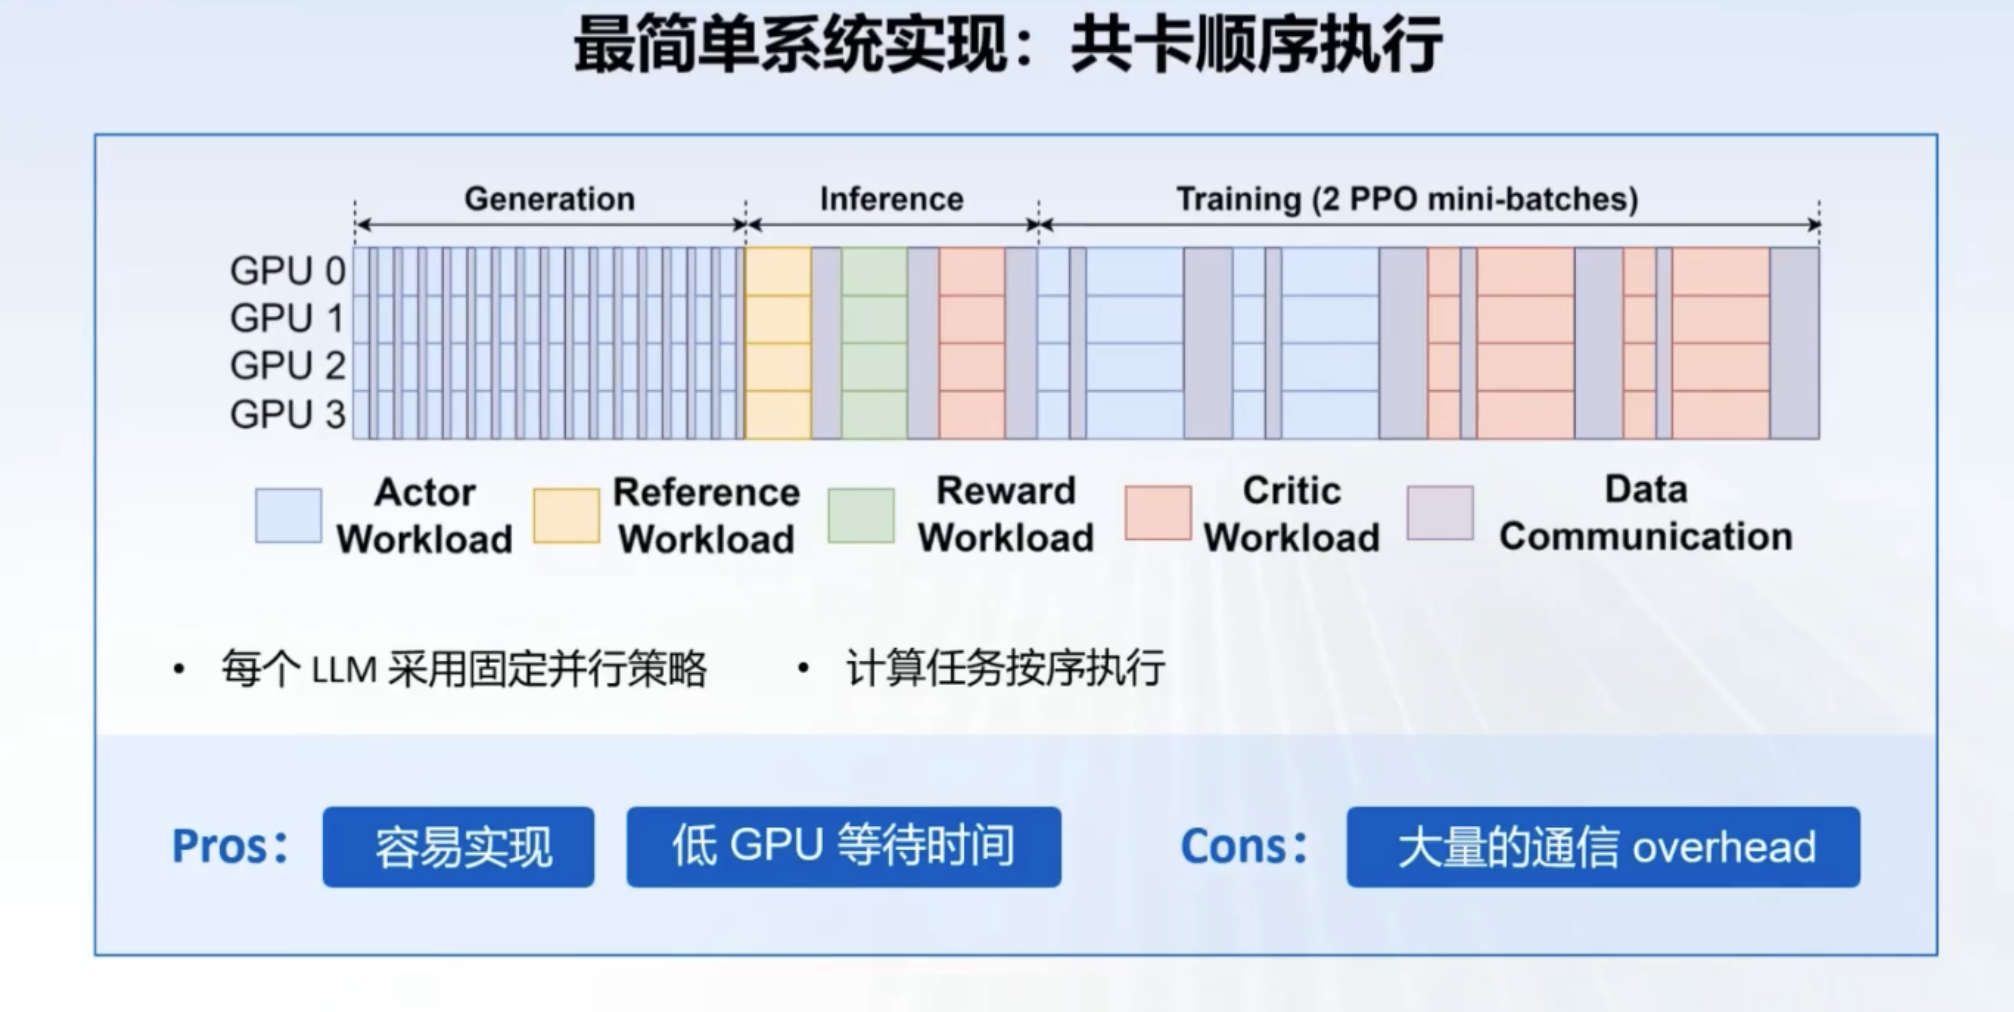 最简单系统实现：共卡顺序执行
Generation
Inference
Training (2 PPO mini-batches)
GPU 0
GPU 1
GPU 2
GPU 3
Actor
Workload
Reference
Workload
Reward
Workload
Critic
Workload
Data
Communication
• 每个 LLM 采用固定并行策略
• 计算任务按序执行
Pros：
容易实现
低 GPU 等待时间
Cons：
大量的通信 overhead